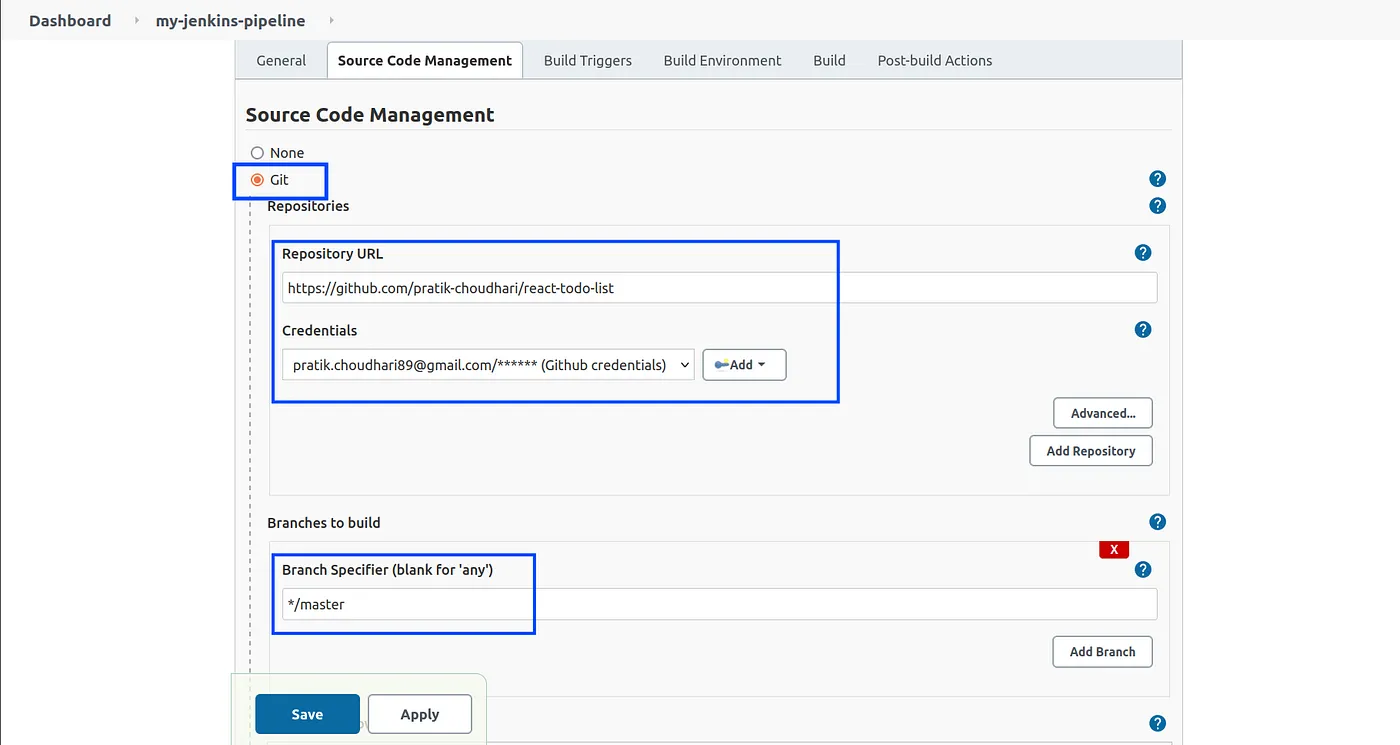 Dashboard my-jenkins-pipeline
General Source Code Management Build Triggers Build Environment Build Post-build Actions
Source Code Management
None
Git
?
Repositories
?
Repository URL
?
https://github.com/pratik-choudhari/react-todo-list
Credentials
?
pratik.choudhari89@gmail.com/****** (Github credentials) Add
Advanced...
Add Repository
Branches to build
?
X
Branch Specifier (blank for 'any')
?
*/master
Add Branch
Save Apply
?